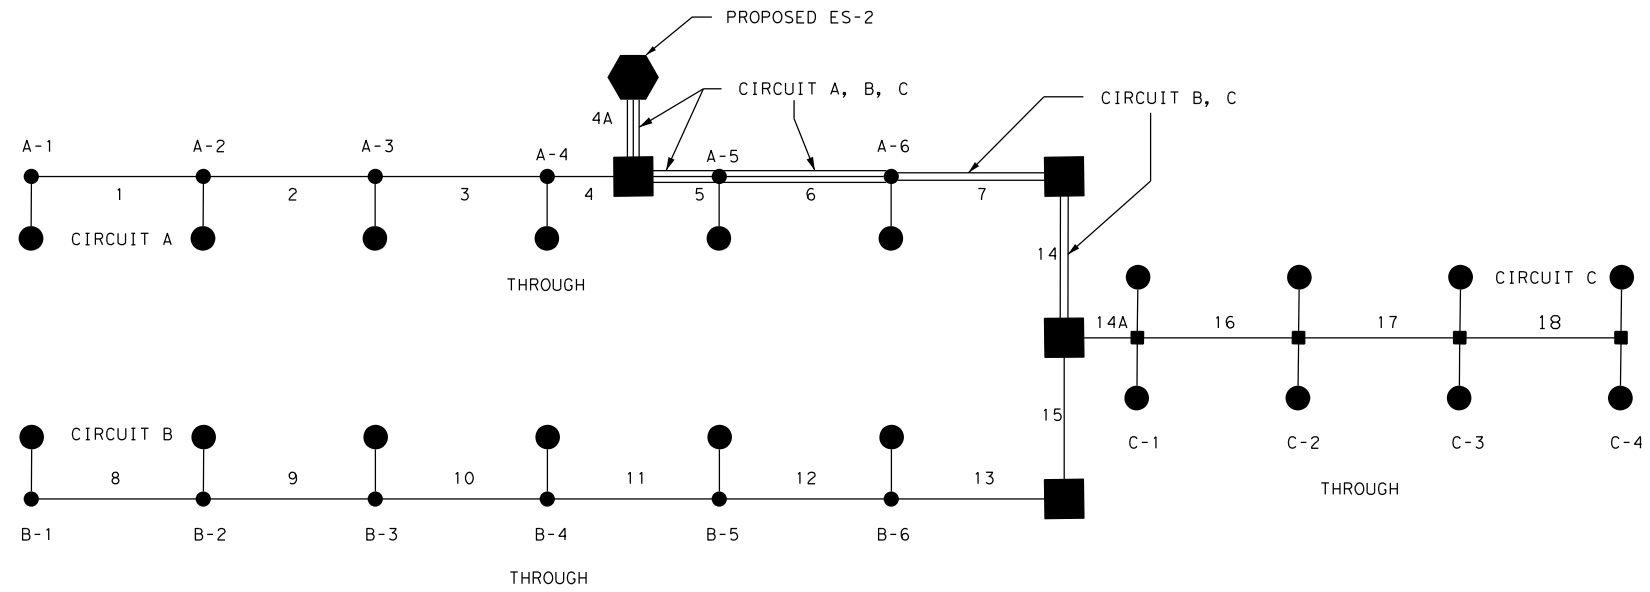 PROPOSED ES-2
CIRCUIT A, B, C
CIRCUIT B, C
4A
A-1
A-2
A-3
A-4
A-5
A-6
1
2
3
4
5
6
7
CIRCUIT A
THROUGH
14
CIRCUIT C
14A
16
17
18
15
C-1
C-2
C-3
C-4
THROUGH
CIRCUIT B
8
9
10
11
12
13
B-1
B-2
B-3
B-4
B-5
B-6
THROUGH